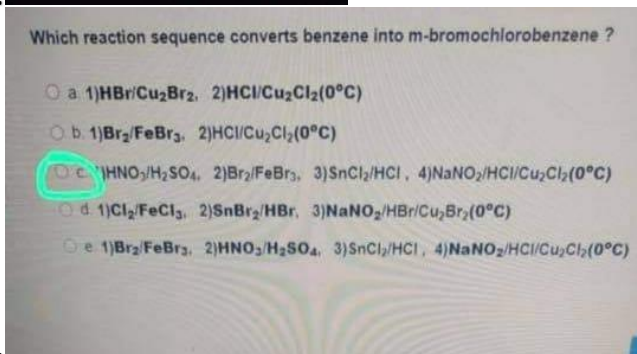 Which reaction sequence converts benzene into m-bromochlorobenzene ?
a. 1)HBr/Cu₂Br₂, 2)HCl/Cu₂Cl₂(0°C)
b. 1)Br₂/FeBr₃, 2)HCl/Cu₂Cl₂(0°C)
c. )HNO₃/H₂SO₄, 2)Br₂/FeBr₃, 3)SnCl₂/HCl, 4)NaNO₂/HCl/Cu₂Cl₂(0°C)
d. 1)Cl₂/FeCl₃, 2)SnBr₂/HBr, 3)NaNO₂/HBr/Cu₂Br₂(0°C)
e. 1)Br₂/FeBr₃, 2)HNO₃/H₂SO₄, 3)SnCl₂/HCl, 4)NaNO₂/HCl/Cu₂Cl₂(0°C)